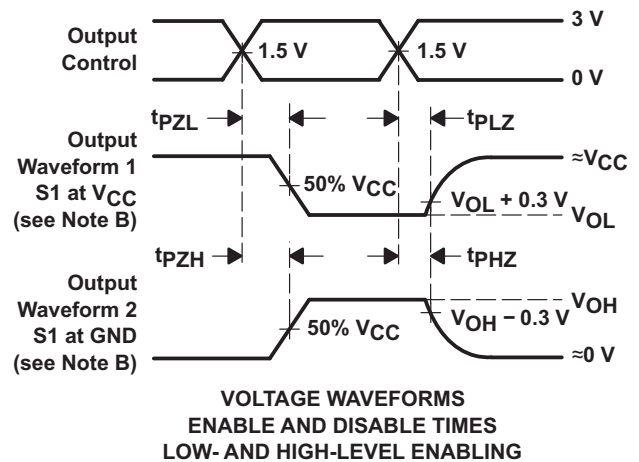 Output
Control
1.5 V
1.5 V
3 V
0 V
tPZL
tPLZ
Output
Waveform 1
S1 at VCC
(see Note B)
50% VCC
≈VCC
VOL + 0.3 V
VOL
tPZH
tPHZ
Output
Waveform 2
S1 at GND
(see Note B)
50% VCC
VOH
VOH − 0.3 V
≈0 V
VOLTAGE WAVEFORMS
ENABLE AND DISABLE TIMES
LOW- AND HIGH-LEVEL ENABLING